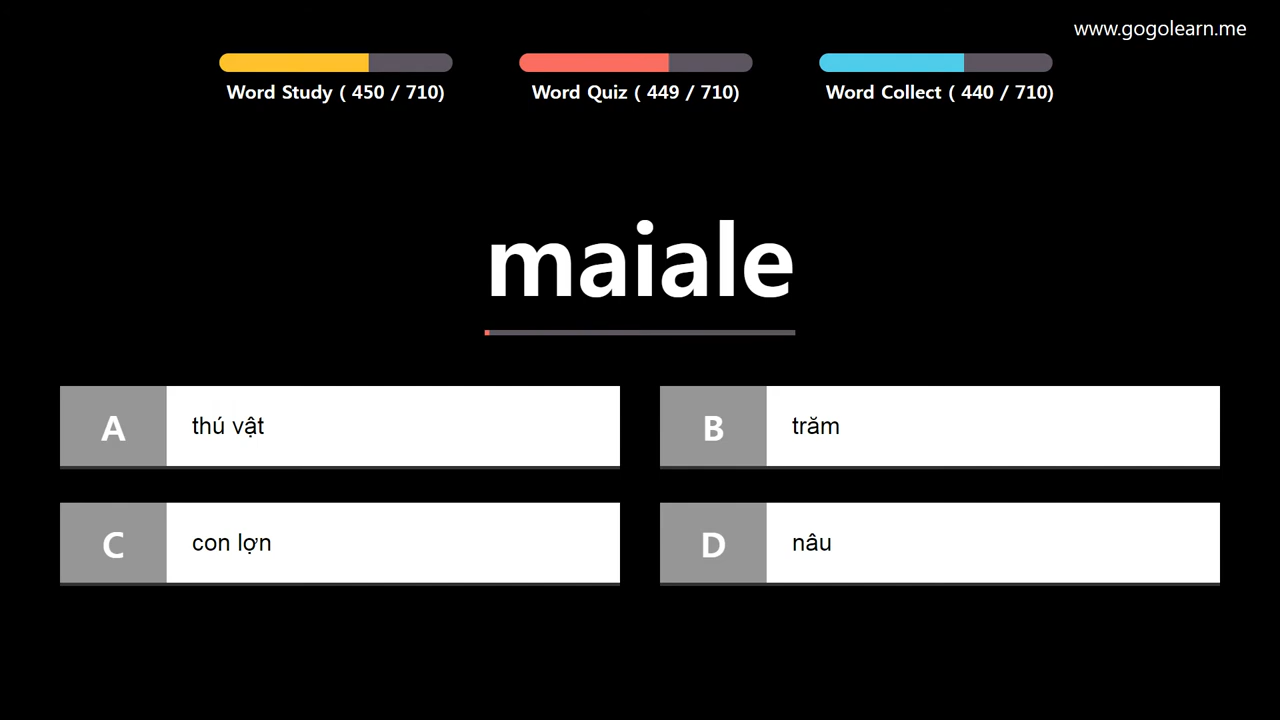 www.gogolearn.me
Word Study ( 450 / 710)
Word Quiz ( 449 / 710)
Word Collect ( 440 / 710)
maiale
A thú vật
B trăm
C con lợn
D nâu